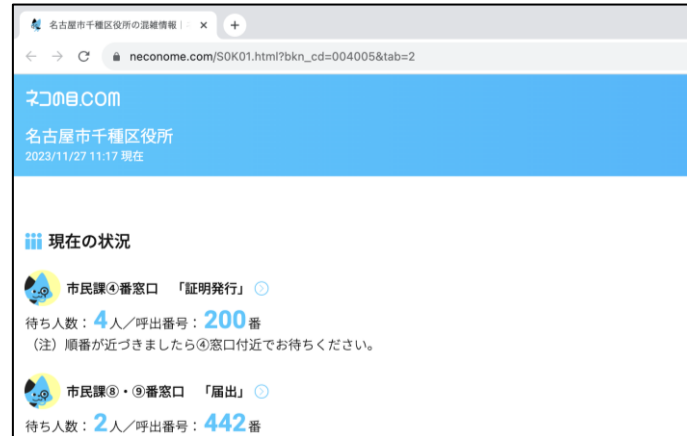 名古屋市千種区役所の混雑情報 |
neconome.com/S0K01.html?bkn_cd=004005&tab=2
ネコの目.COM
名古屋市千種区役所
2023/11/27 11:17 現在
現在の状況
市民課④番窓口 「証明発行」
待ち人数：4人／呼出番号：200番
（注）順番が近づきましたら④窓口付近でお待ちください。
市民課⑧・⑨番窓口 「届出」
待ち人数：2人／呼出番号：442番